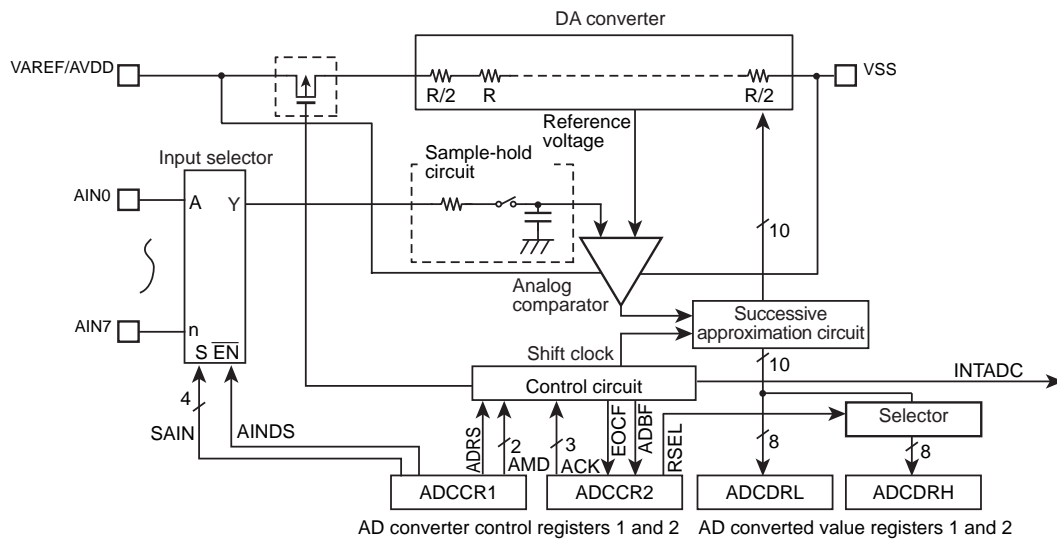 DA converter
VAREF/AVDD
VSS
R/2
R
R/2
Reference
voltage
Sample-hold
circuit
Input selector
AIN0
A
Y
10
Analog
comparator
AIN7
n
S EN
Successive
approximation circuit
Shift clock
10
INTADC
Control circuit
4
Selector
SAIN
AINDS
ADRS
2
AMD
3
ACK
EOCF
ADBF
RSEL
8
8
ADCCR1
ADCCR2
ADCDRL
ADCDRH
AD converter control registers 1 and 2
AD converted value registers 1 and 2